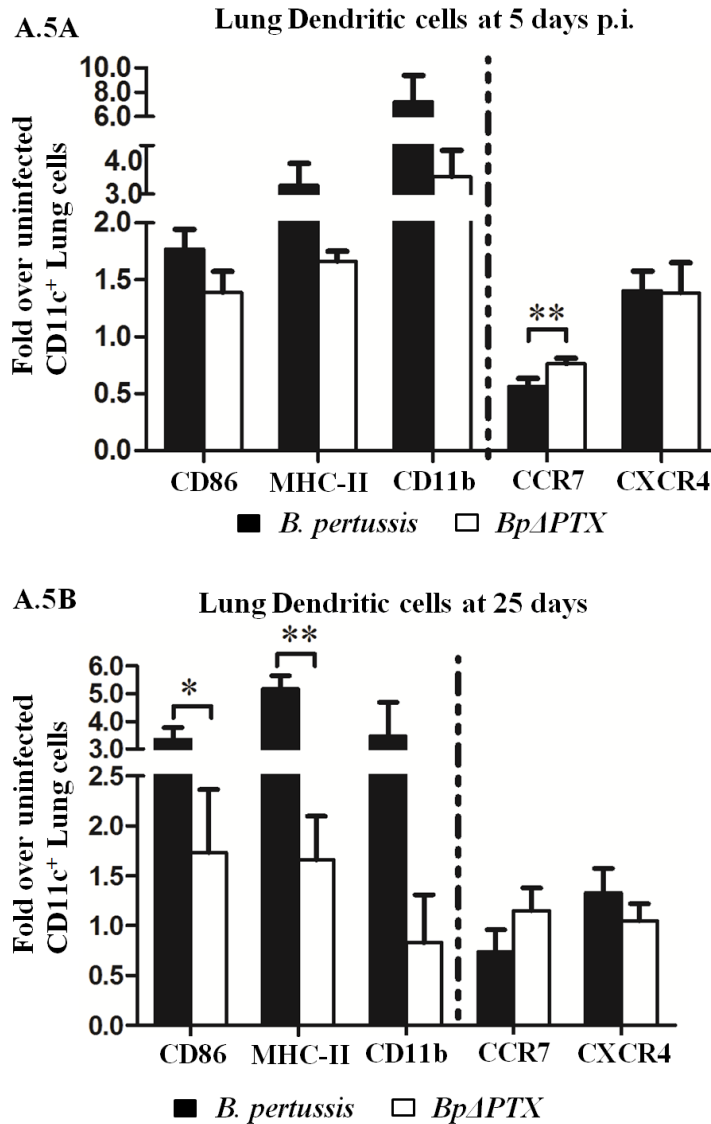 A.5A
Lung Dendritic cells at 5 days p.i.
Fold over uninfected
CD11c⁺ Lung cells
10.0
8.0
6.0
4.0
3.0
2.0
1.5
1.0
0.5
0.0
**
CD86 MHC-II CD11b CCR7 CXCR4
B. pertussis BpΔPTX
A.5B
Lung Dendritic cells at 25 days
Fold over uninfected
CD11c⁺ Lung cells
6.0
5.0
4.0
3.0
2.5
2.0
1.5
1.0
0.5
0.0
*
**
CD86 MHC-II CD11b CCR7 CXCR4
B. pertussis BpΔPTX